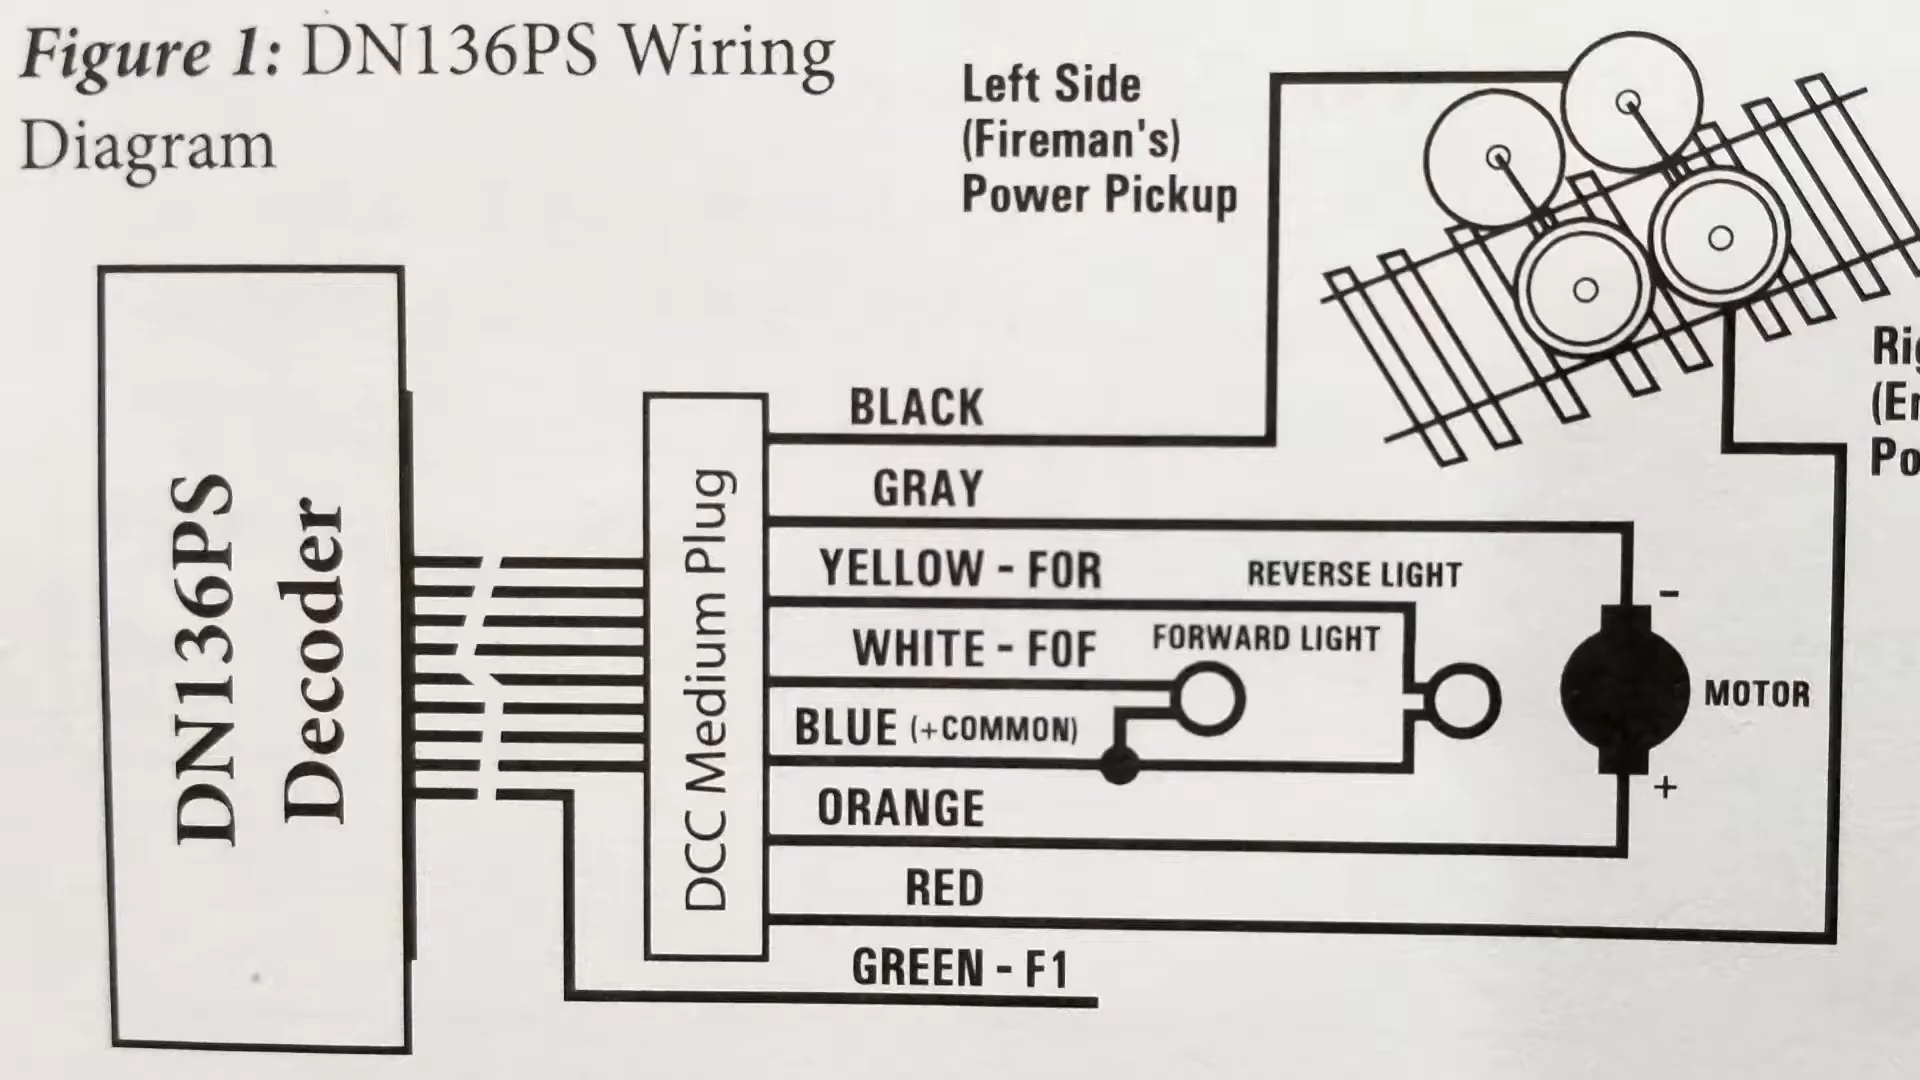 Figure 1: DN136PS Wiring
Diagram
Left Side
(Fireman's)
Power Pickup
DN136PS
Decoder
DCC Medium Plug
BLACK
GRAY
YELLOW - FOR
REVERSE LIGHT
WHITE - FOF
FORWARD LIGHT
BLUE (+COMMON)
ORANGE
RED
GREEN - F1
-
MOTOR
+